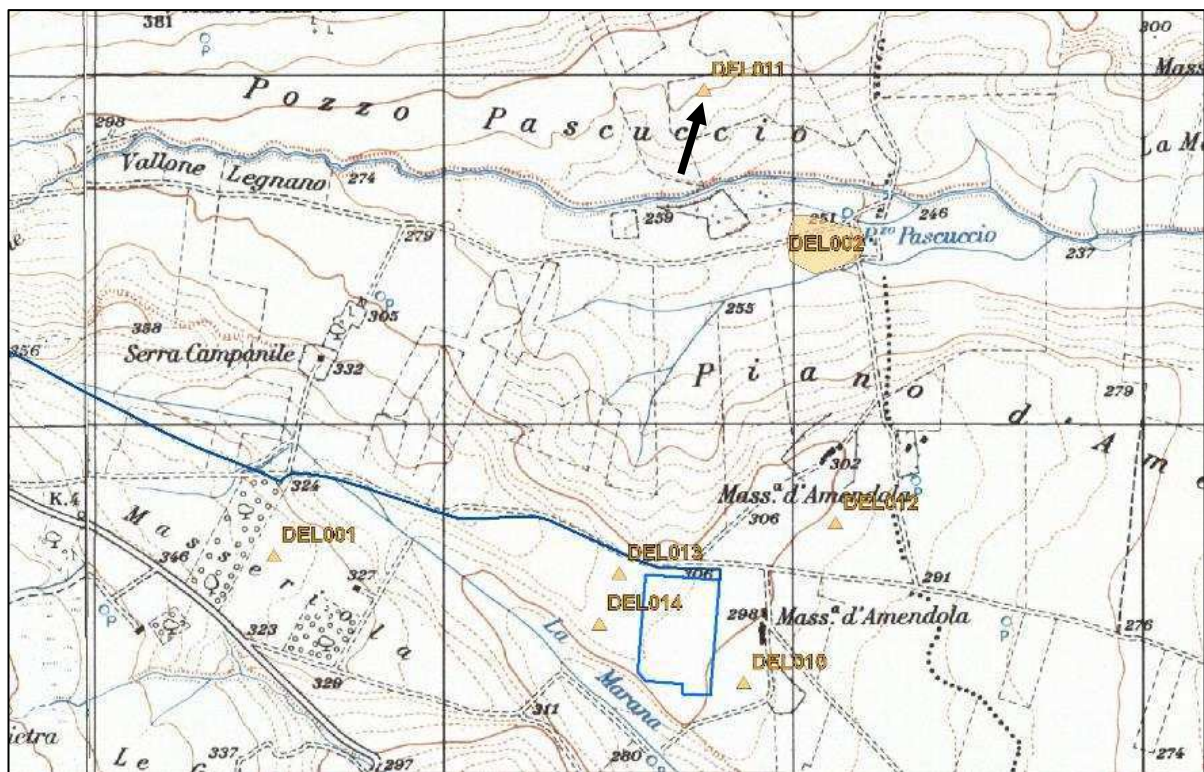 381
300
DEL011
Mass.
Pozzo Pascuccio
298
La M
Vallone Legnano
274
259
251
246
P.zo Pascuccio
237
DEL002
279
305
255
358
356
Serra Campanile
332
Piano d'Am
279
324
302
Mass.a d'Amendola
306
DEL012
K.4
DEL001
Masseriola
346
327
DEL013
306
291
DEL014
298
Mass.a d'Amendola
276
323
La Marana
DEL010
329
311
ietra
Le
337
297
280
274